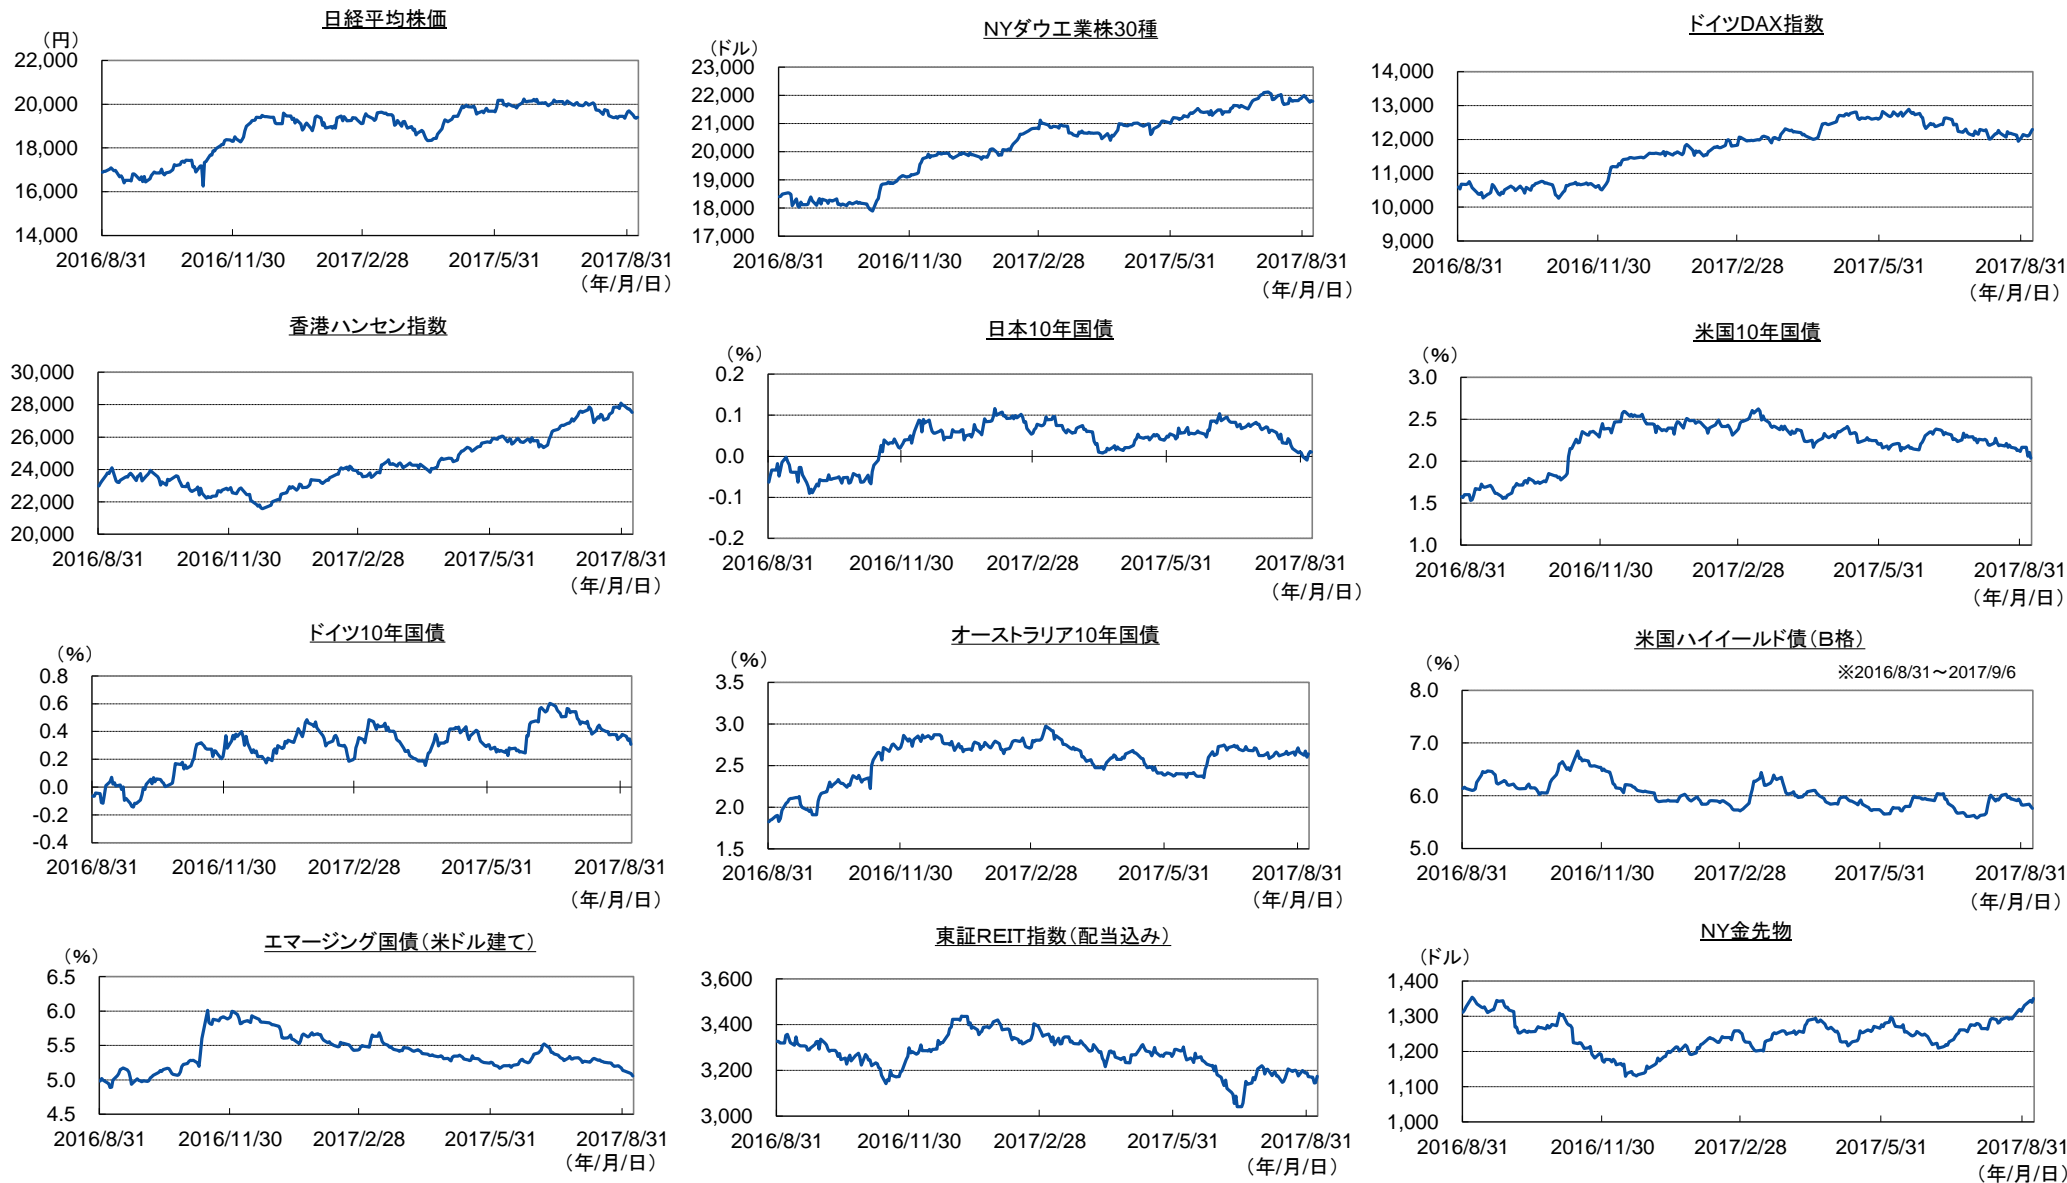 日経平均株価
（円）
22,000
20,000
18,000
16,000
14,000
2016/8/31 2016/11/30 2017/2/28 2017/5/31 2017/8/31
（年/月/日）
NYダウ工業株30種
（ドル）
23,000
22,000
21,000
20,000
19,000
18,000
17,000
2016/8/31 2016/11/30 2017/2/28 2017/5/31 2017/8/31
（年/月/日）
ドイツDAX指数
14,000
13,000
12,000
11,000
10,000
9,000
2016/8/31 2016/11/30 2017/2/28 2017/5/31 2017/8/31
（年/月/日）
香港ハンセン指数
30,000
28,000
26,000
24,000
22,000
20,000
2016/8/31 2016/11/30 2017/2/28 2017/5/31 2017/8/31
（年/月/日）
日本10年国債
（%）
0.2
0.1
0.0
-0.1
-0.2
2016/8/31 2016/11/30 2017/2/28 2017/5/31 2017/8/31
（年/月/日）
米国10年国債
（%）
3.0
2.5
2.0
1.5
1.0
2016/8/31 2016/11/30 2017/2/28 2017/5/31 2017/8/31
（年/月/日）
ドイツ10年国債
（%）
0.8
0.6
0.4
0.2
0.0
-0.2
-0.4
2016/8/31 2016/11/30 2017/2/28 2017/5/31 2017/8/31
（年/月/日）
オーストラリア10年国債
（%）
3.5
3.0
2.5
2.0
1.5
2016/8/31 2016/11/30 2017/2/28 2017/5/31 2017/8/31
（年/月/日）
米国ハイイールド債（B格）
（%）
※2016/8/31～2017/9/6
8.0
7.0
6.0
5.0
2016/8/31 2016/11/30 2017/2/28 2017/5/31 2017/8/31
（年/月/日）
エマージング国債（米ドル建て）
（%）
6.5
6.0
5.5
5.0
4.5
2016/8/31 2016/11/30 2017/2/28 2017/5/31 2017/8/31
（年/月/日）
東証REIT指数（配当込み）
3,600
3,400
3,200
3,000
2016/8/31 2016/11/30 2017/2/28 2017/5/31 2017/8/31
（年/月/日）
NY金先物
（ドル）
1,400
1,300
1,200
1,100
1,000
2016/8/31 2016/11/30 2017/2/28 2017/5/31 2017/8/31
（年/月/日）